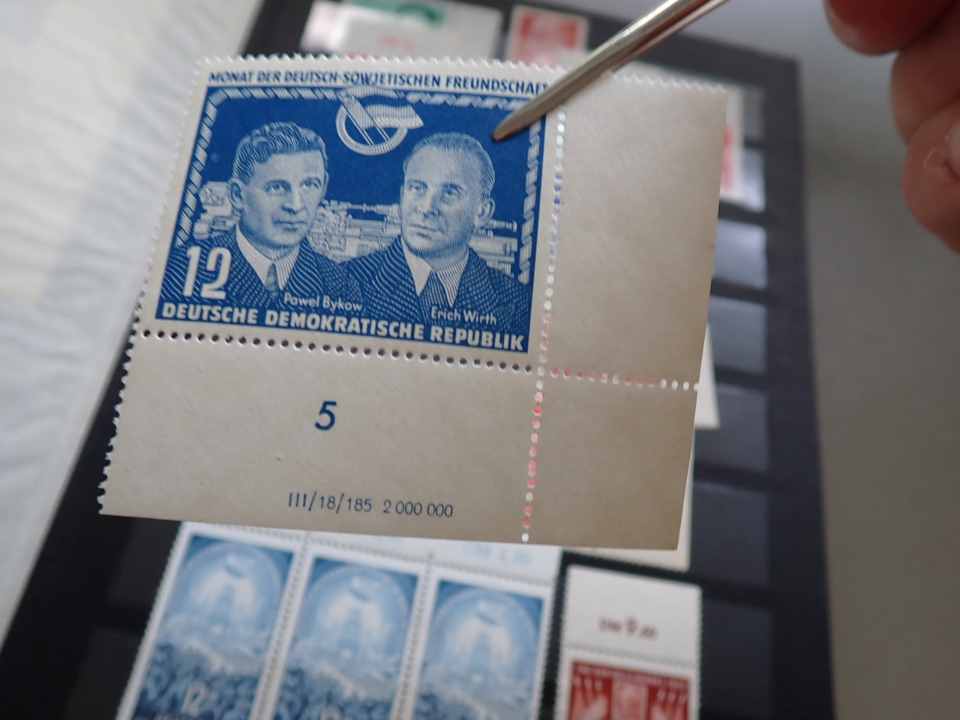 MONAT DER DEUTSCH-SOWJETISCHEN FREUNDSCHAFT
12
Pawel Bykow
Erich Wirth
DEUTSCHE DEMOKRATISCHE REPUBLIK
5
III/18/185 2 000 000
12